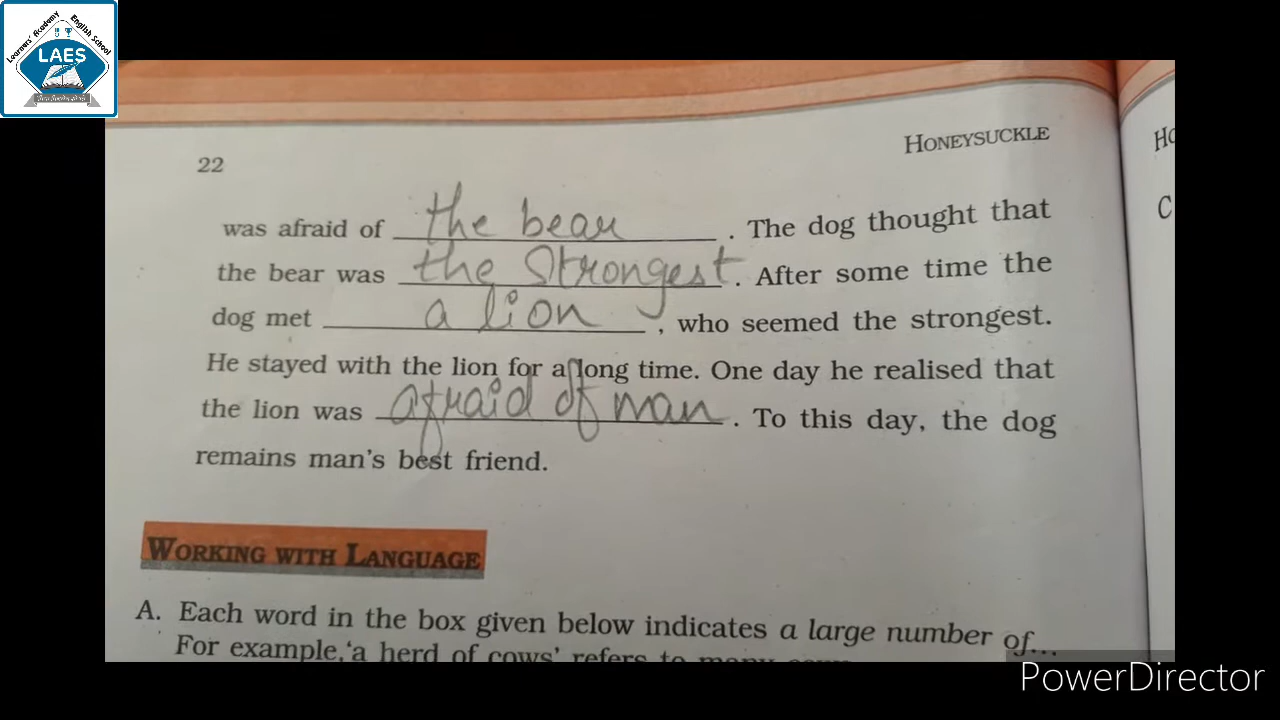 Learners' Academy English School
LAES
22
HONEYSUCKLE
Ho
was afraid of the bear. The dog thought that
C
the bear was the Strongest. After some time the
dog met a lion, who seemed the strongest.
He stayed with the lion for a long time. One day he realised that
the lion was afraid of man. To this day, the dog
remains man's best friend.
WORKING WITH LANGUAGE
A. Each word in the box given below indicates a large number of...
For example, 'a herd of cows' refers to many cows.
PowerDirector